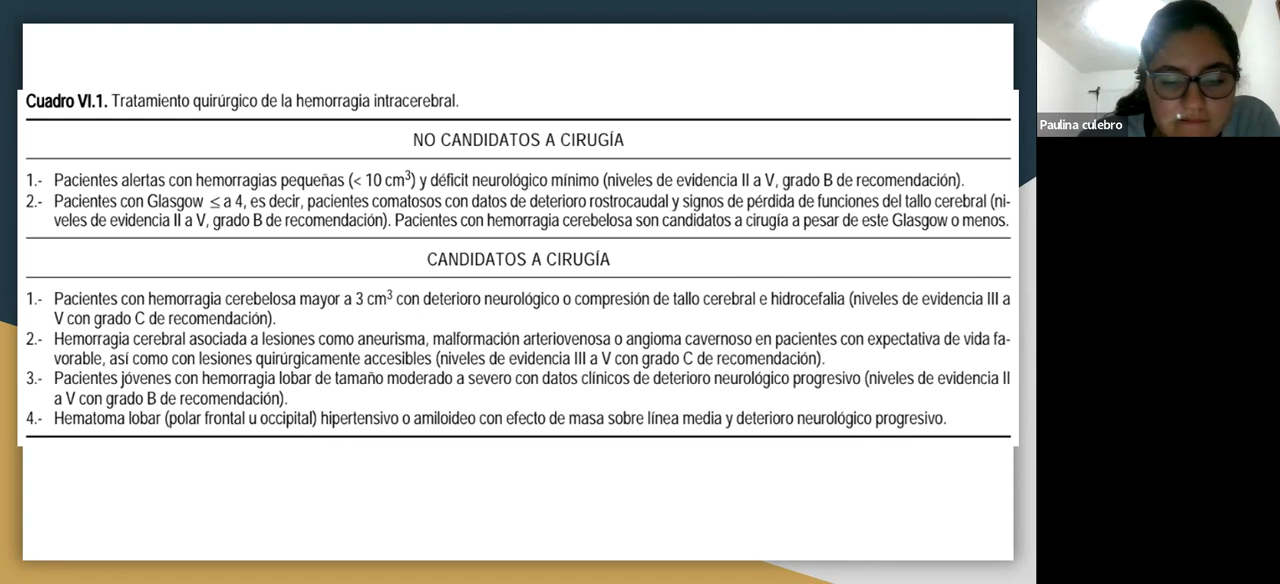 Cuadro VI.1. Tratamiento quirúrgico de la hemorragia intracerebral.
NO CANDIDATOS A CIRUGÍA
1.- Pacientes alertas con hemorragias pequeñas (< 10 cm³) y déficit neurológico mínimo (niveles de evidencia II a V, grado B de recomendación).
2.- Pacientes con Glasgow ≤ a 4, es decir, pacientes comatosos con datos de deterioro rostrocaudal y signos de pérdida de funciones del tallo cerebral (ni-
veles de evidencia II a V, grado B de recomendación). Pacientes con hemorragia cerebelosa son candidatos a cirugía a pesar de este Glasgow o menos.
CANDIDATOS A CIRUGÍA
1.- Pacientes con hemorragia cerebelosa mayor a 3 cm³ con deterioro neurológico o compresión de tallo cerebral e hidrocefalia (niveles de evidencia III a
V con grado C de recomendación).
2.- Hemorragia cerebral asociada a lesiones como aneurisma, malformación arteriovenosa o angioma cavernoso en pacientes con expectativa de vida fa-
vorable, así como con lesiones quirúrgicamente accesibles (niveles de evidencia III a V con grado C de recomendación).
3.- Pacientes jóvenes con hemorragia lobar de tamaño moderado a severo con datos clínicos de deterioro neurológico progresivo (niveles de evidencia II
a V con grado B de recomendación).
4.- Hematoma lobar (polar frontal u occipital) hipertensivo o amiloideo con efecto de masa sobre línea media y deterioro neurológico progresivo.
Paulina culebro